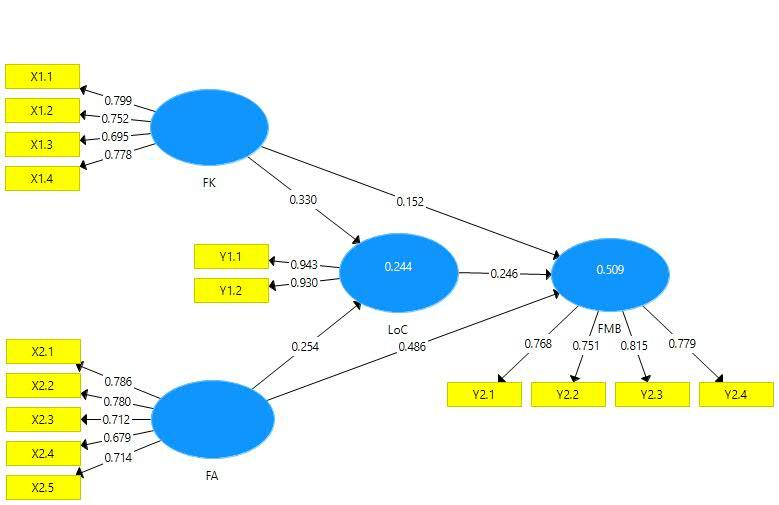 X1.1
0.799
X1.2
0.752
X1.3
0.695
X1.4
0.778
FK
0.330
0.152
Y1.1
0.943
Y1.2
0.930
0.244
LoC
0.246
0.509
FMB
0.254
0.486
0.768
0.751
0.815
0.779
Y2.1
Y2.2
Y2.3
Y2.4
X2.1
0.786
X2.2
0.780
X2.3
0.712
X2.4
0.679
X2.5
0.714
FA